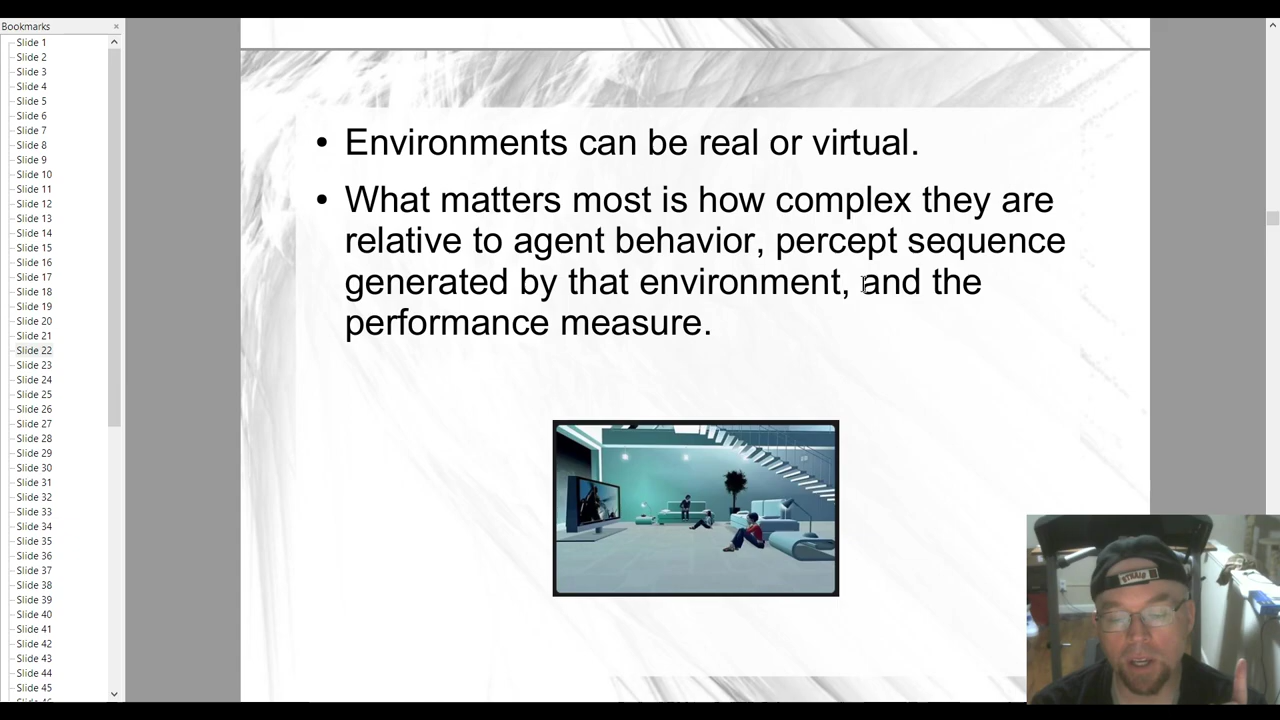 Bookmarks
Slide 1
Slide 2
Slide 3
Slide 4
Slide 5
Slide 6
Slide 7
Slide 8
Slide 9
Slide 10
Slide 11
Slide 12
Slide 13
Slide 14
Slide 15
Slide 16
Slide 17
Slide 18
Slide 19
Slide 20
Slide 21
Slide 22
Slide 23
Slide 24
Slide 25
Slide 26
Slide 27
Slide 28
Slide 29
Slide 30
Slide 31
Slide 32
Slide 33
Slide 34
Slide 35
Slide 36
Slide 37
Slide 38
Slide 39
Slide 40
Slide 41
Slide 42
Slide 43
Slide 44
Slide 45
• Environments can be real or virtual.
• What matters most is how complex they are
relative to agent behavior, percept sequence
generated by that environment, and the
performance measure.